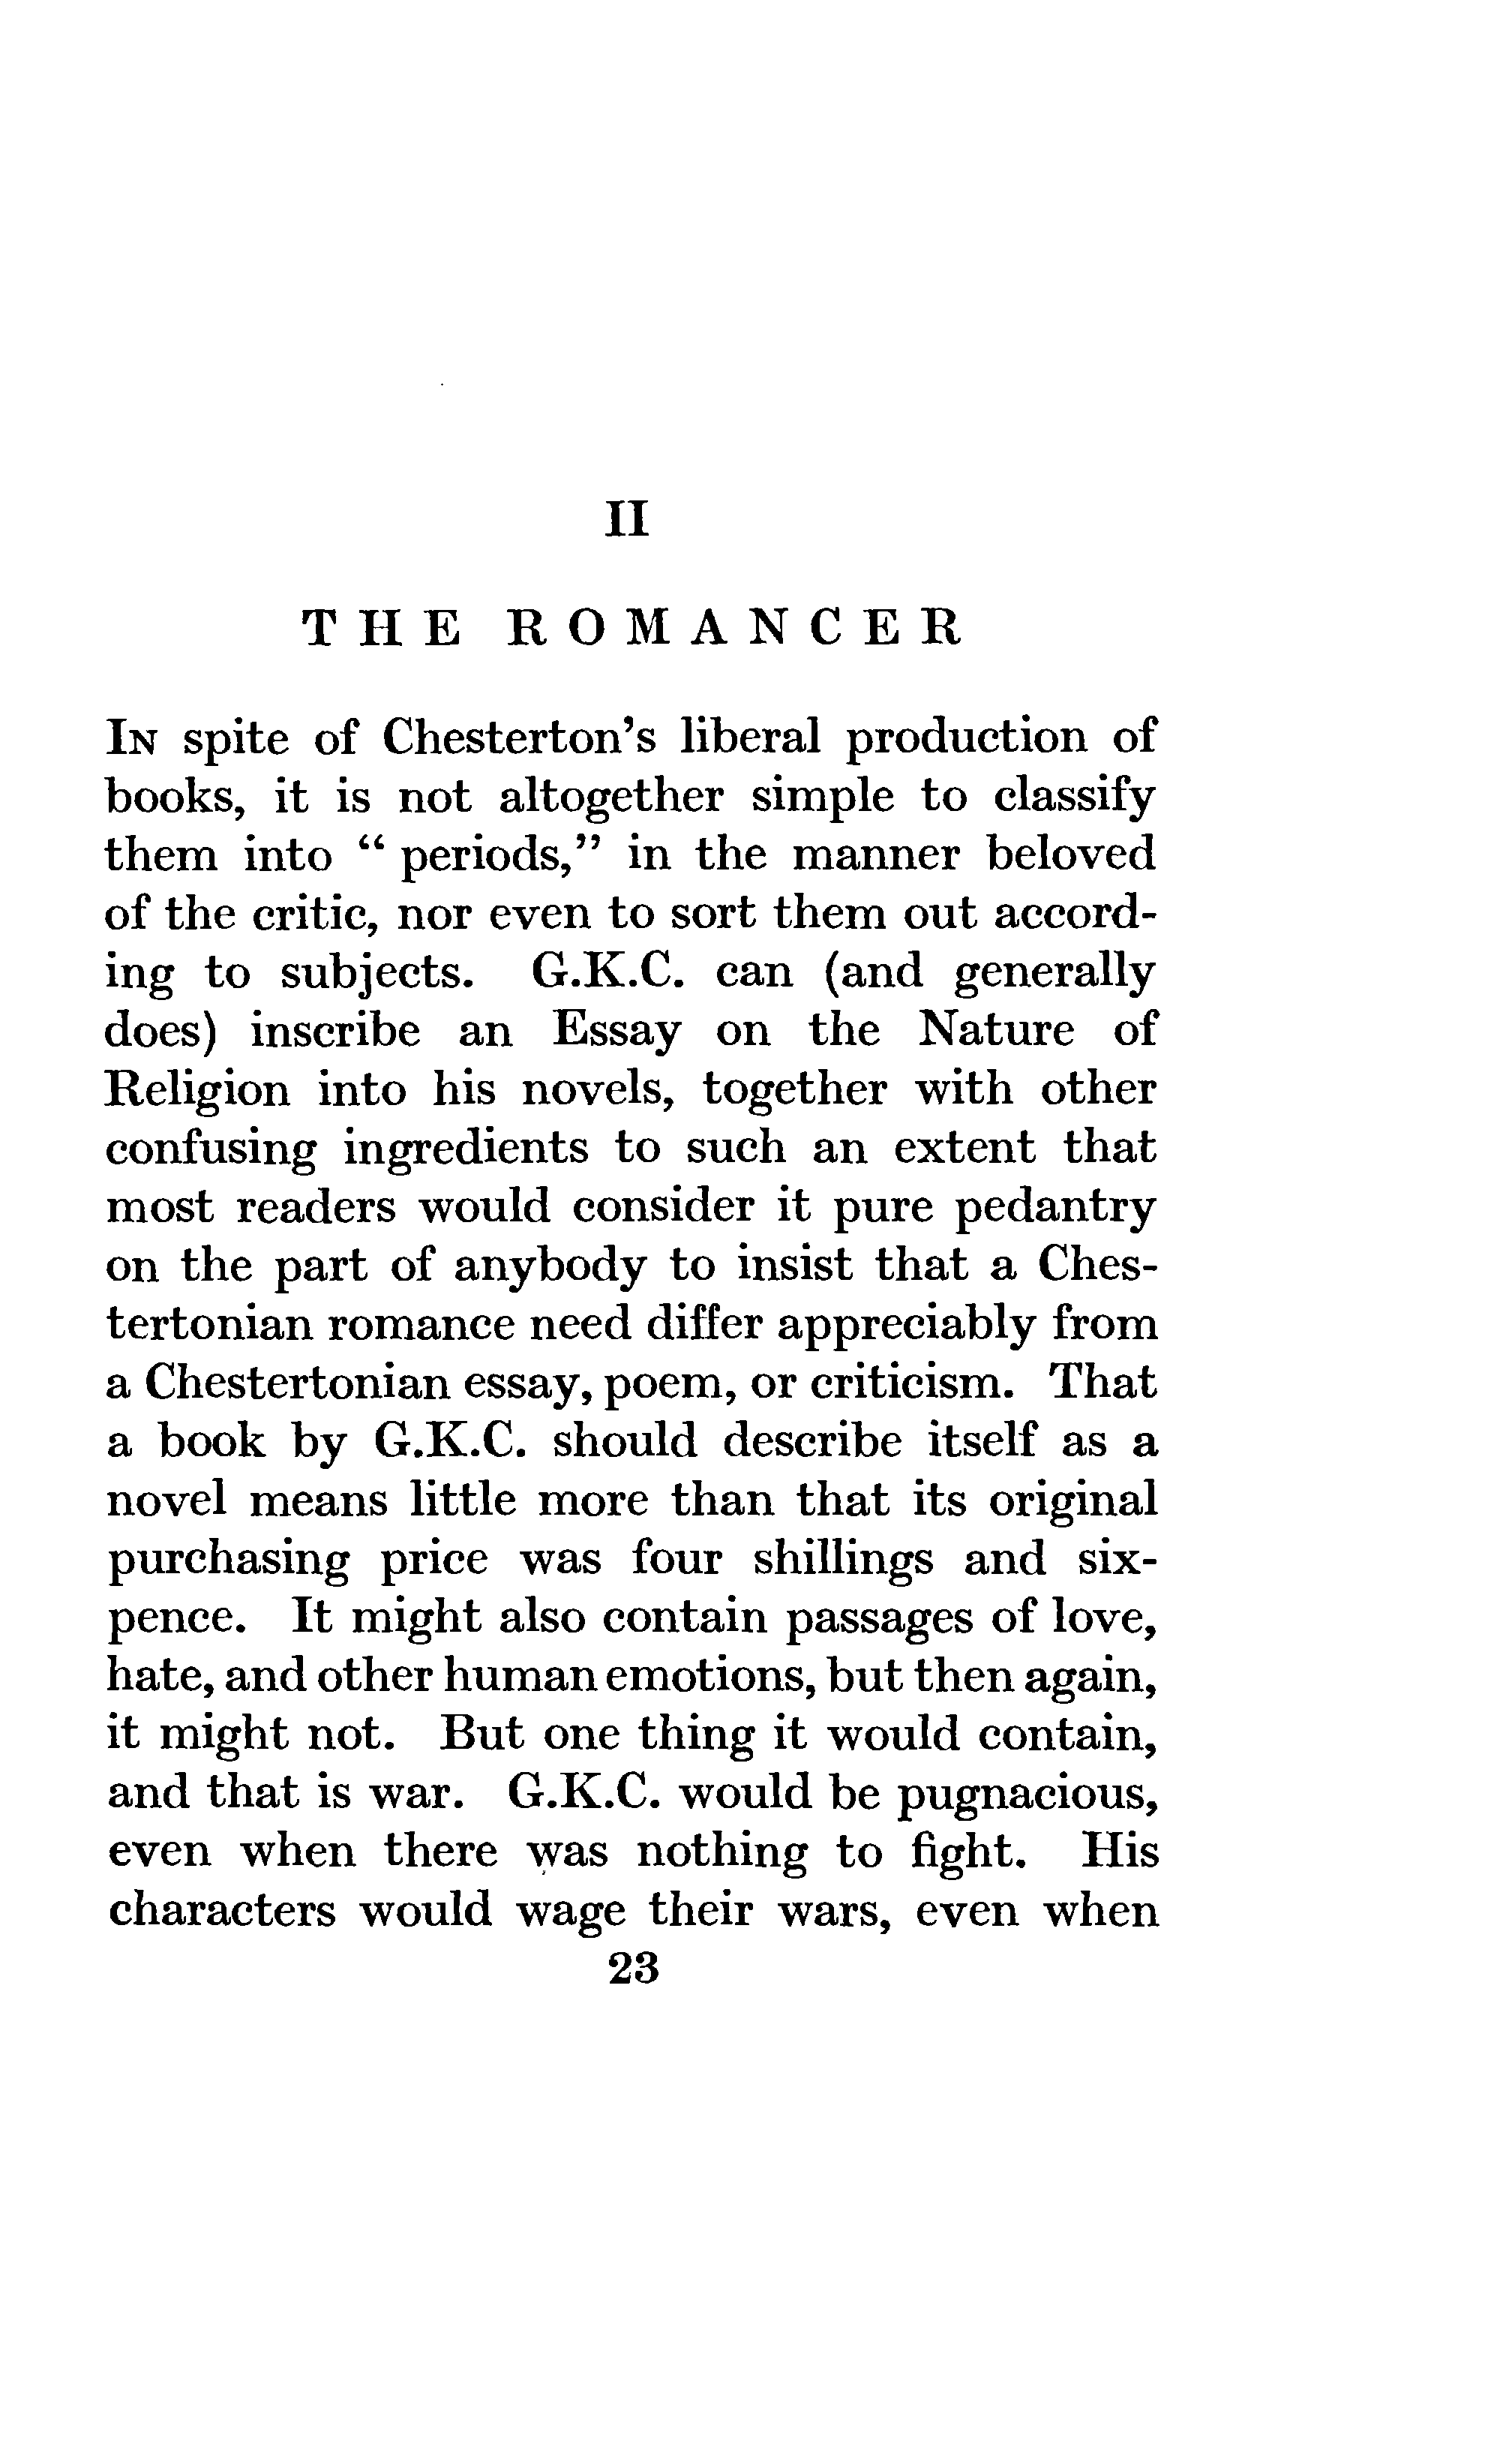 II
THE ROMANCER
IN spite of Chesterton's liberal production of
books, it is not altogether simple to classify
them into " periods," in the manner beloved
of the critic, nor even to sort them out accord-
ing to subjects. G.K.C. can (and generally
does) inscribe an Essay on the Nature of
Religion into his novels, together with other
confusing ingredients to such an extent that
most readers would consider it pure pedantry
on the part of anybody to insist that a Ches-
tertonian romance need differ appreciably from
a Chestertonian essay, poem, or criticism. That
a book by G.K.C. should describe itself as a
novel means little more than that its original
purchasing price was four shillings and six-
pence. It might also contain passages of love,
hate, and other human emotions, but then again,
it might not. But one thing it would contain,
and that is war. G.K.C. would be pugnacious,
even when there was nothing to fight. His
characters would wage their wars, even when
23